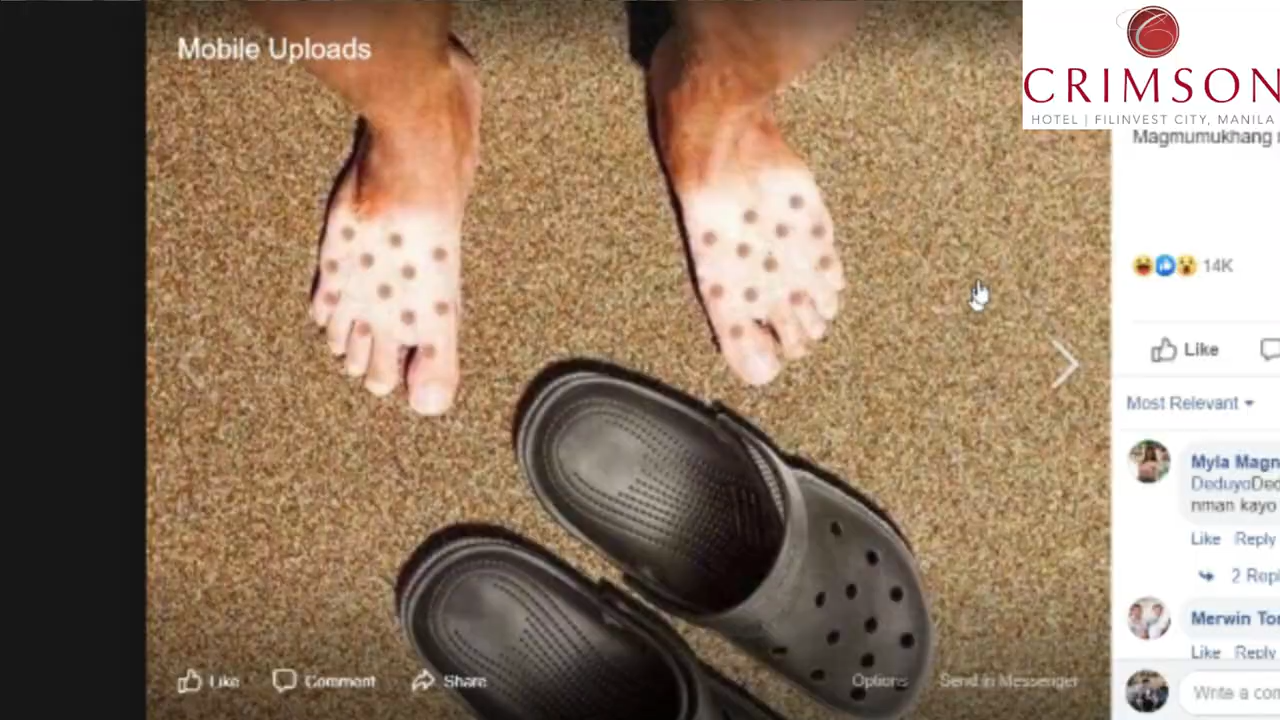 Mobile Uploads
CRIMSON
HOTEL | FILINVEST CITY, MANILA
Magmumukhang
14K
Like
Most Relevant
Myla Magn
DeduyoDed
nman kayo
Like Reply
2 Repl
Merwin Tor
Like Reply
Write a com
Like Comment Share
Options Send in Messenger